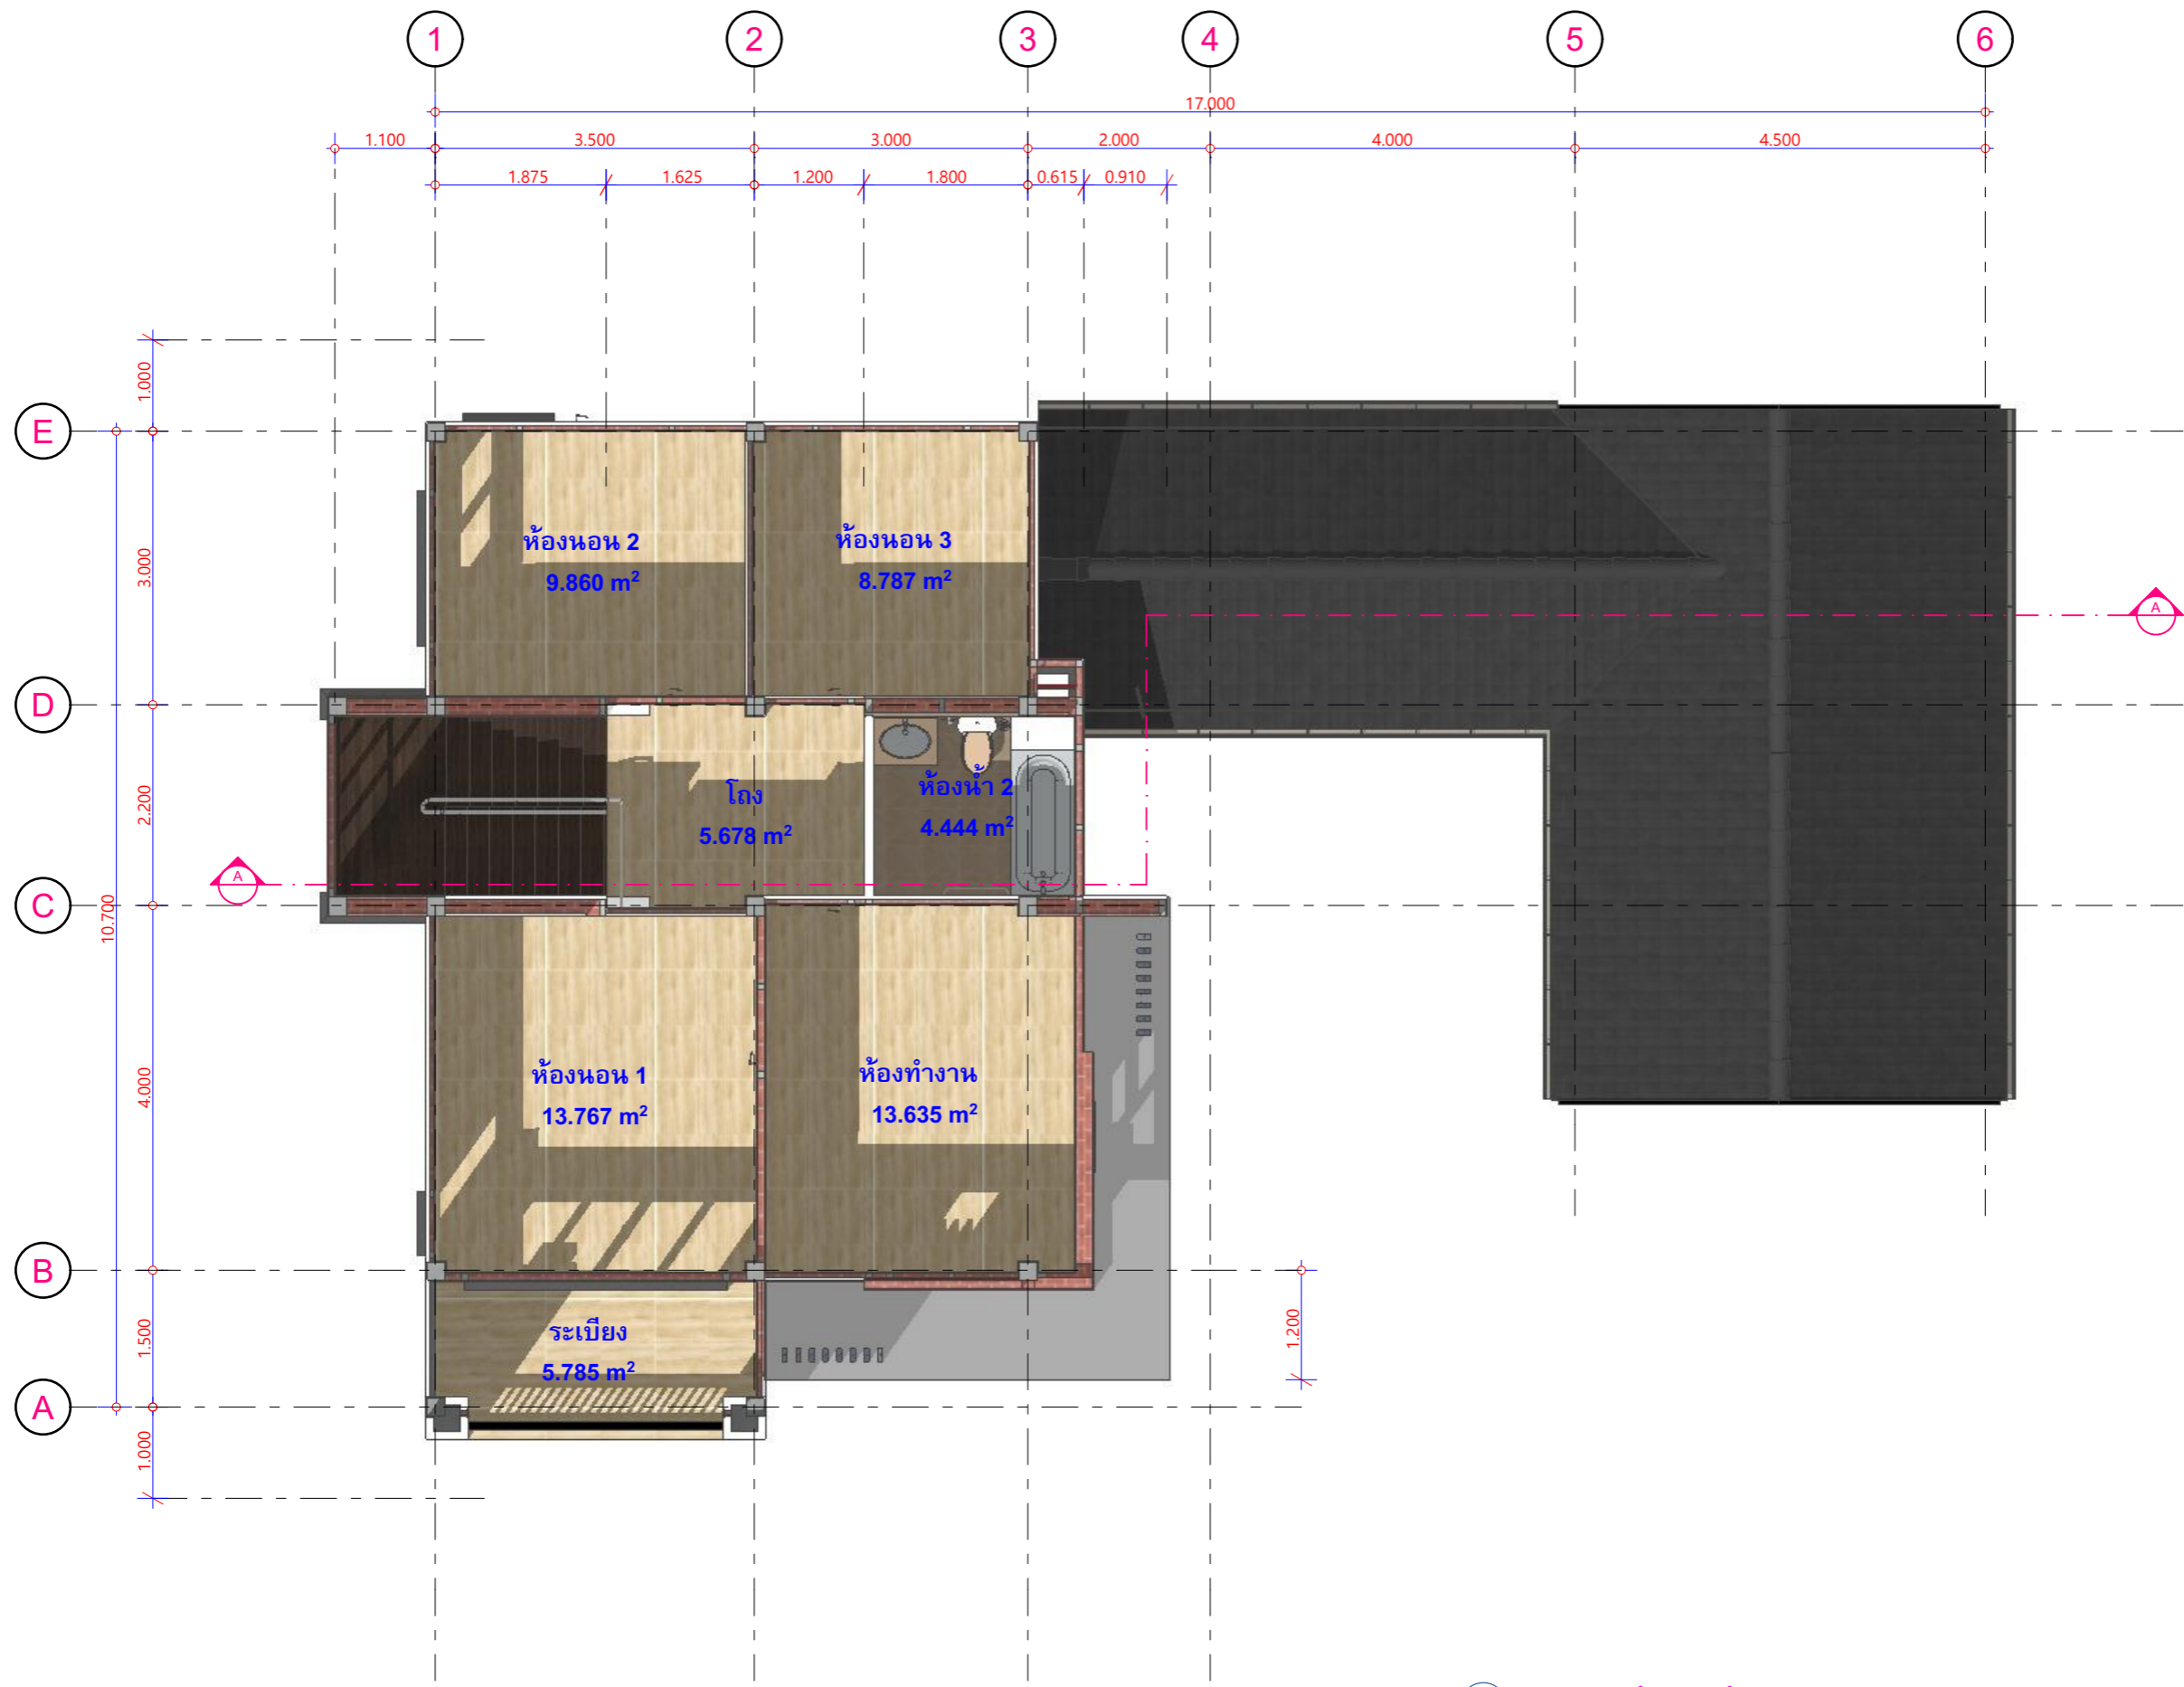 1 2 3 4 5 6
17.000
1.100 3.500 3.000 2.000 4.000 4.500
1.875 1.625 1.200 1.800 0.615 0.910
1.000
E
3.000
ห้องนอน 2
9.860 m²
ห้องนอน 3
8.787 m²
A
D
2.200
โถง
5.678 m²
ห้องน้ำ 2
4.444 m²
A
C
10.700
4.000
ห้องนอน 1
13.767 m²
ห้องทำงาน
13.635 m²
B
1.500
ระเบียง
5.785 m²
1.200
A
1.000